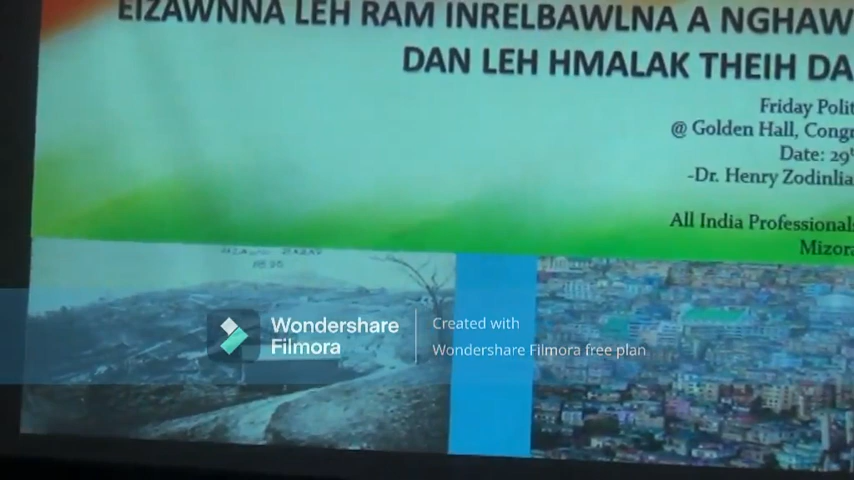 EIZAWNNA LEH RAM INRELBAWLNA A NGHAW
DAN LEH HMALAK THEIH DA
Friday Polit
@ Golden Hall, Congr
Date: 29
-Dr. Henry Zodinlia
All India Professionals
Mizora
Wondershare
Filmora
Created with
Wondershare Filmora free plan